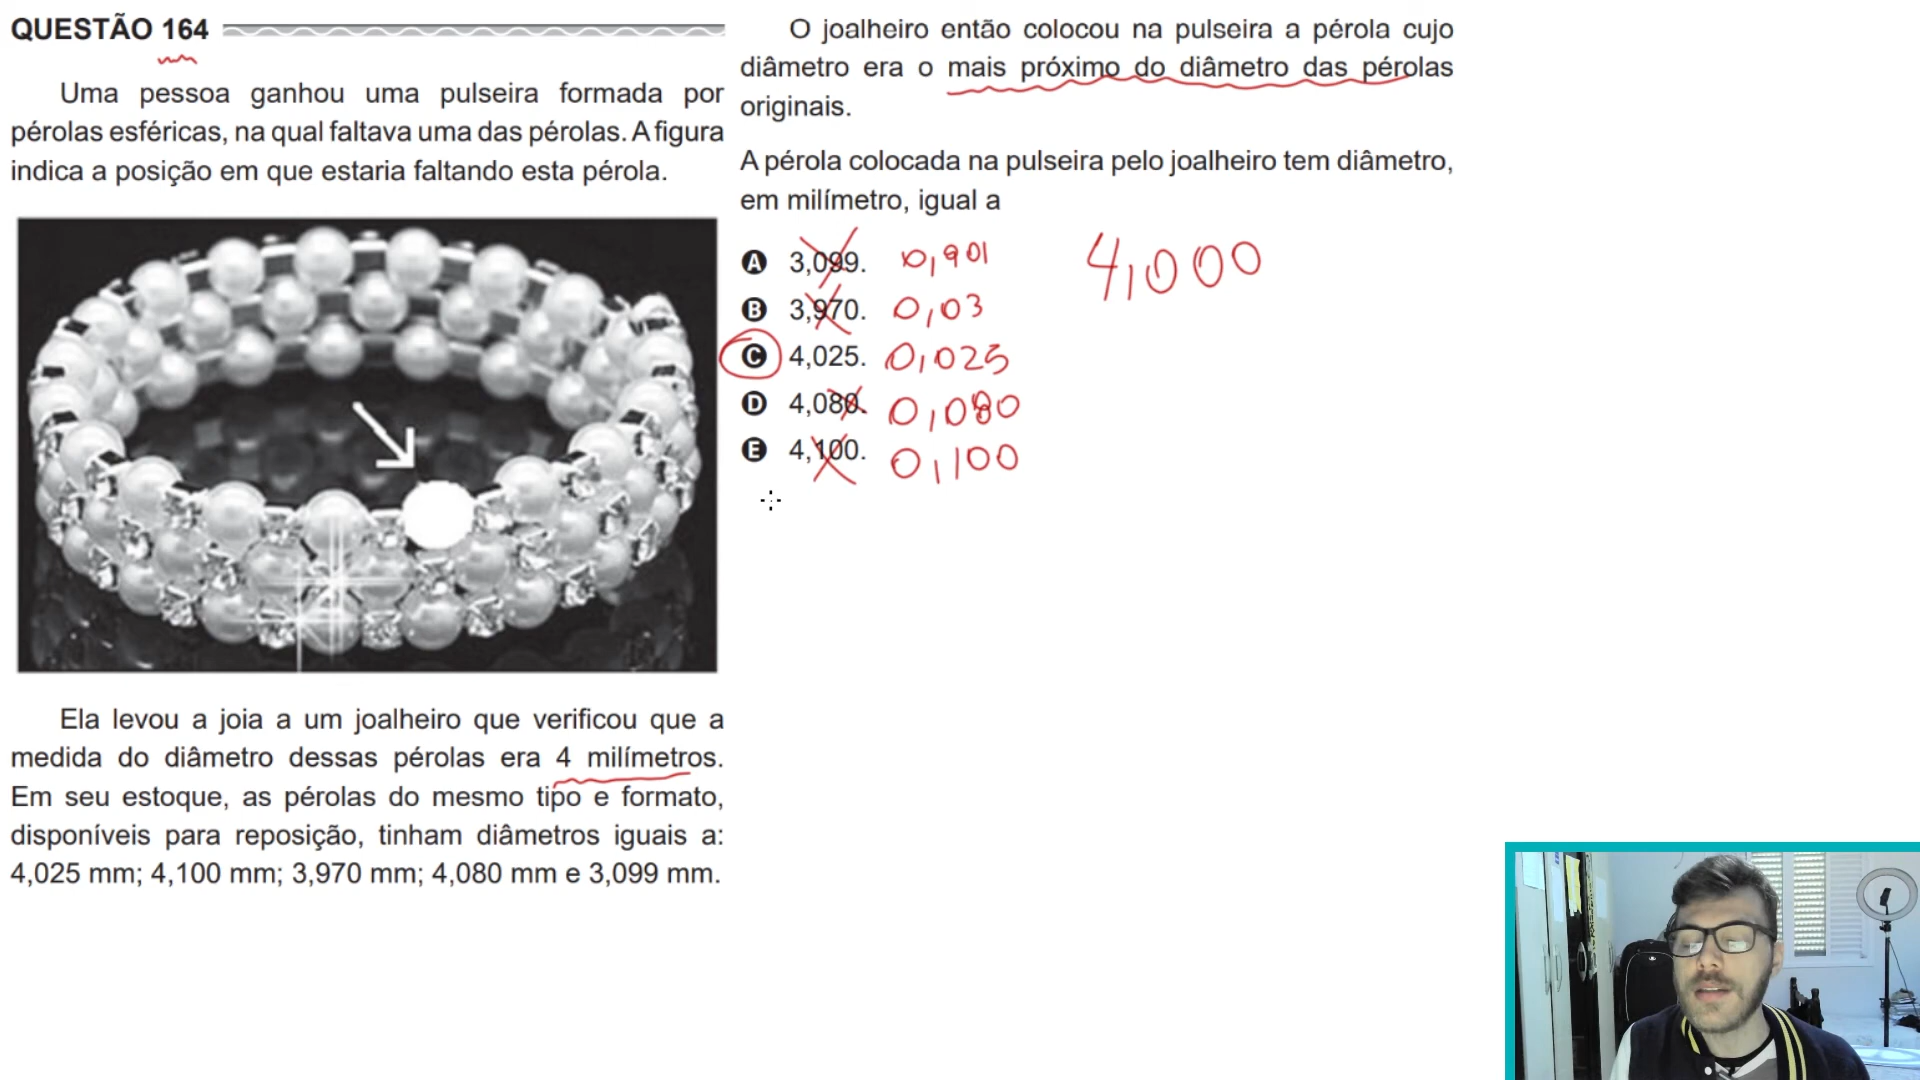 QUESTÃO 164
Uma pessoa ganhou uma pulseira formada por
pérolas esféricas, na qual faltava uma das pérolas. A figura
indica a posição em que estaria faltando esta pérola.
Ela levou a joia a um joalheiro que verificou que a
medida do diâmetro dessas pérolas era 4 milímetros.
Em seu estoque, as pérolas do mesmo tipo e formato,
disponíveis para reposição, tinham diâmetros iguais a:
4,025 mm; 4,100 mm; 3,970 mm; 4,080 mm e 3,099 mm.
O joalheiro então colocou na pulseira a pérola cujo
diâmetro era o mais próximo do diâmetro das pérolas
originais.
A pérola colocada na pulseira pelo joalheiro tem diâmetro,
em milímetro, igual a
A 3,099. 0,901 4,000
B 3,970. 0,03
C 4,025. 0,025
D 4,080. 0,080
E 4,100. 0,100